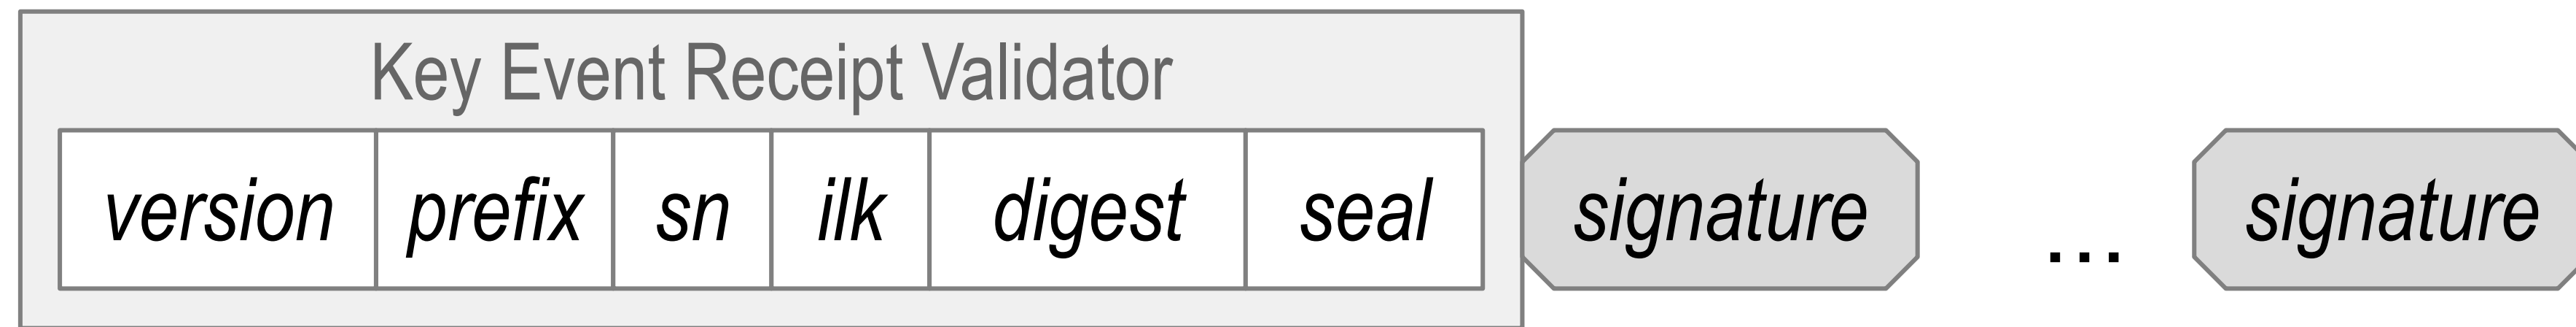 Key Event Receipt Validator
version prefix sn ilk digest seal signature ... signature